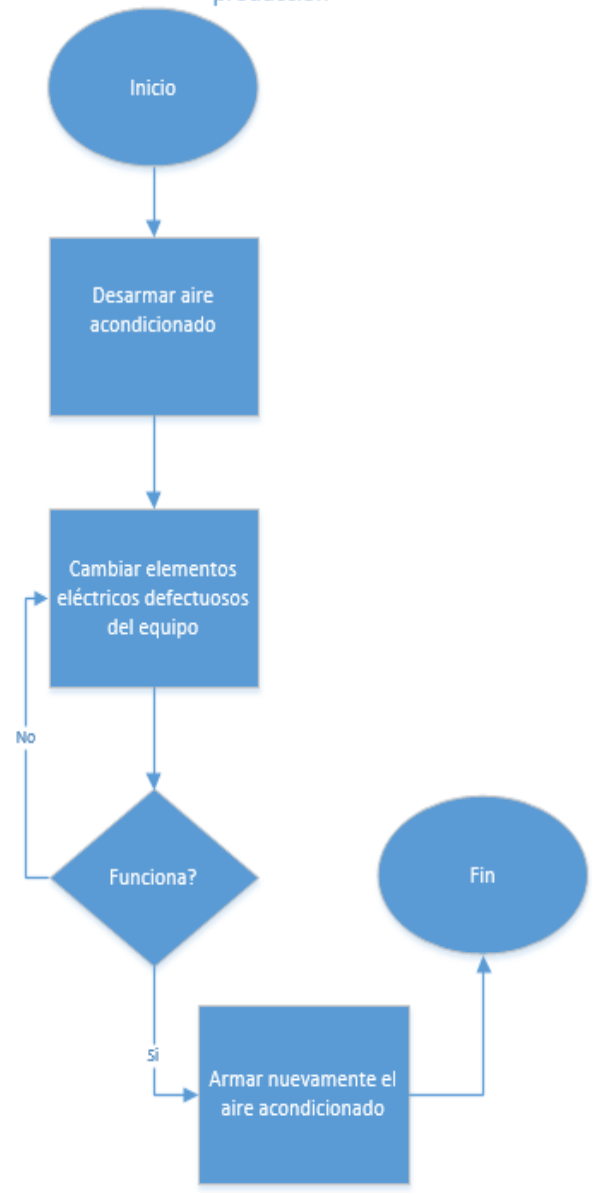 producción
Inicio
Desarmar aire
acondicionado
Cambiar elementos
eléctricos defectuosos
del equipo
No
Funciona?
Fin
Si
Armar nuevamente el
aire acondicionado